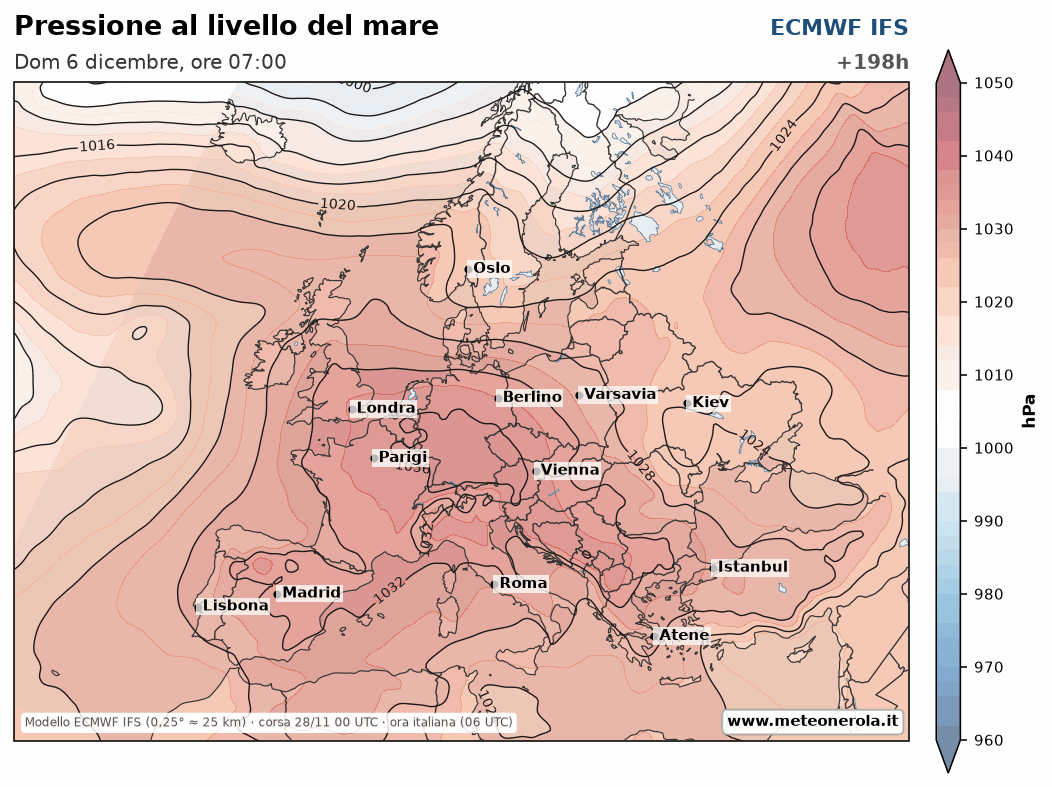 Pressione al livello del mare
ECMWF IFS
Dom 6 dicembre, ore 07:00
+198h
1016
1020
1024
Oslo
Londra
Berlino
Varsavia
Kiev
Parigi
1036
Vienna
1028
1024
1032
1032
Lisbona
Madrid
Roma
Istanbul
Atene
Modello ECMWF IFS (0,25° ≈ 25 km) · corsa 28/11 00 UTC · ora italiana (06 UTC)
www.meteonerola.it
1050
1040
1030
1020
1010
1000
990
980
970
960
hPa